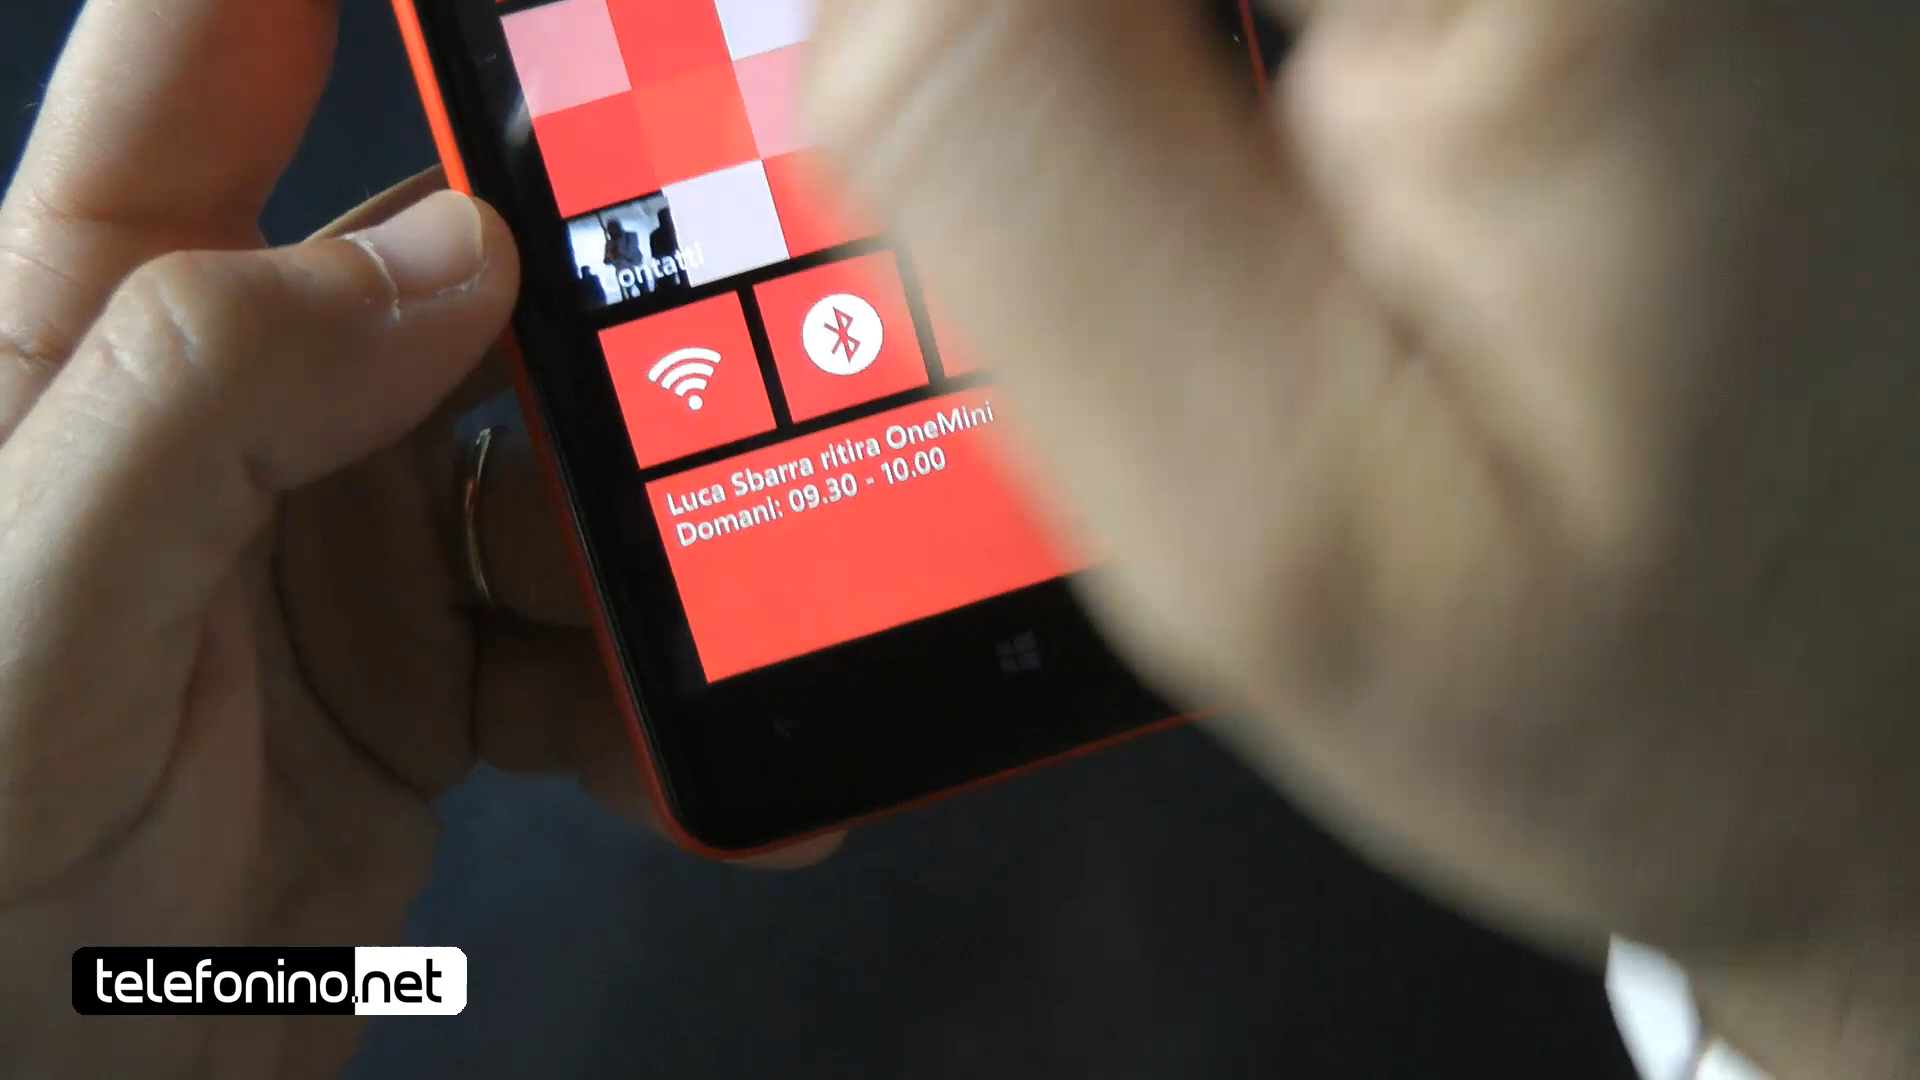 Contatti
Luca Sbarra ritira OneMini
Domani: 09.30 - 10.00
telefonino.net